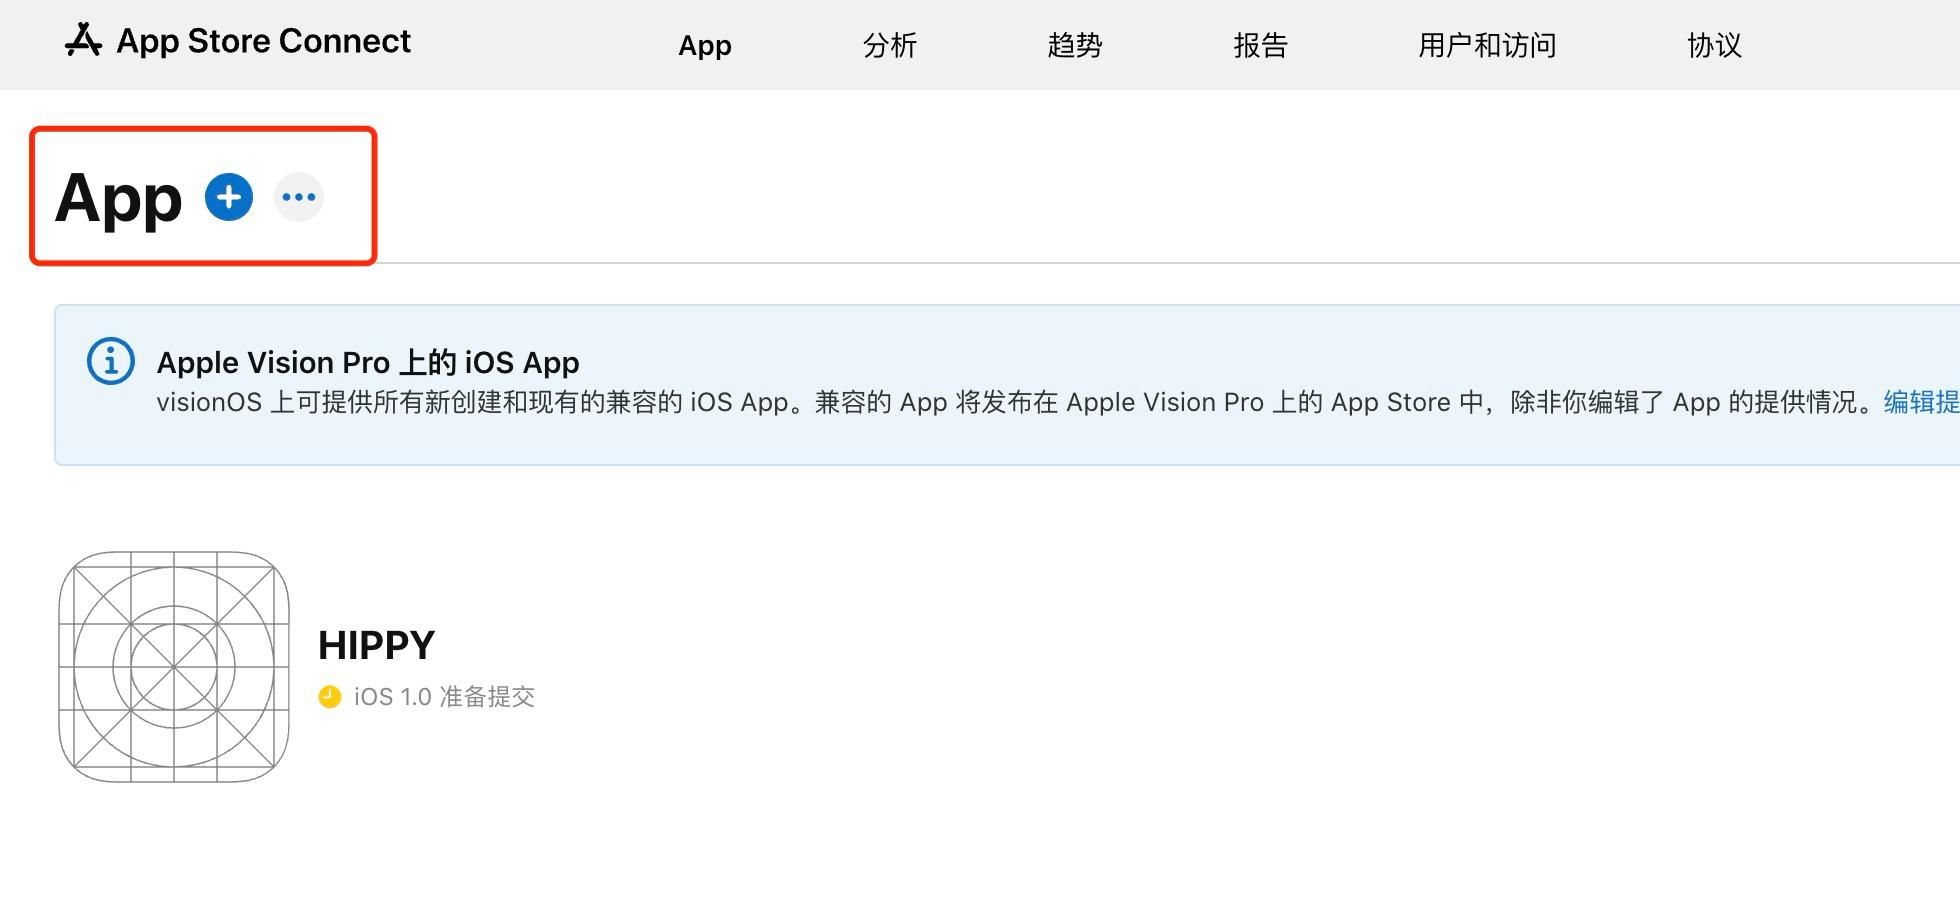 App Store Connect
App 分析 趋势 报告 用户和访问 协议
App
Apple Vision Pro 上的 iOS App
visionOS 上可提供所有新创建和现有的兼容的 iOS App。兼容的 App 将发布在 Apple Vision Pro 上的 App Store 中，除非你编辑了 App 的提供情况。编辑提
HIPPY
iOS 1.0 准备提交